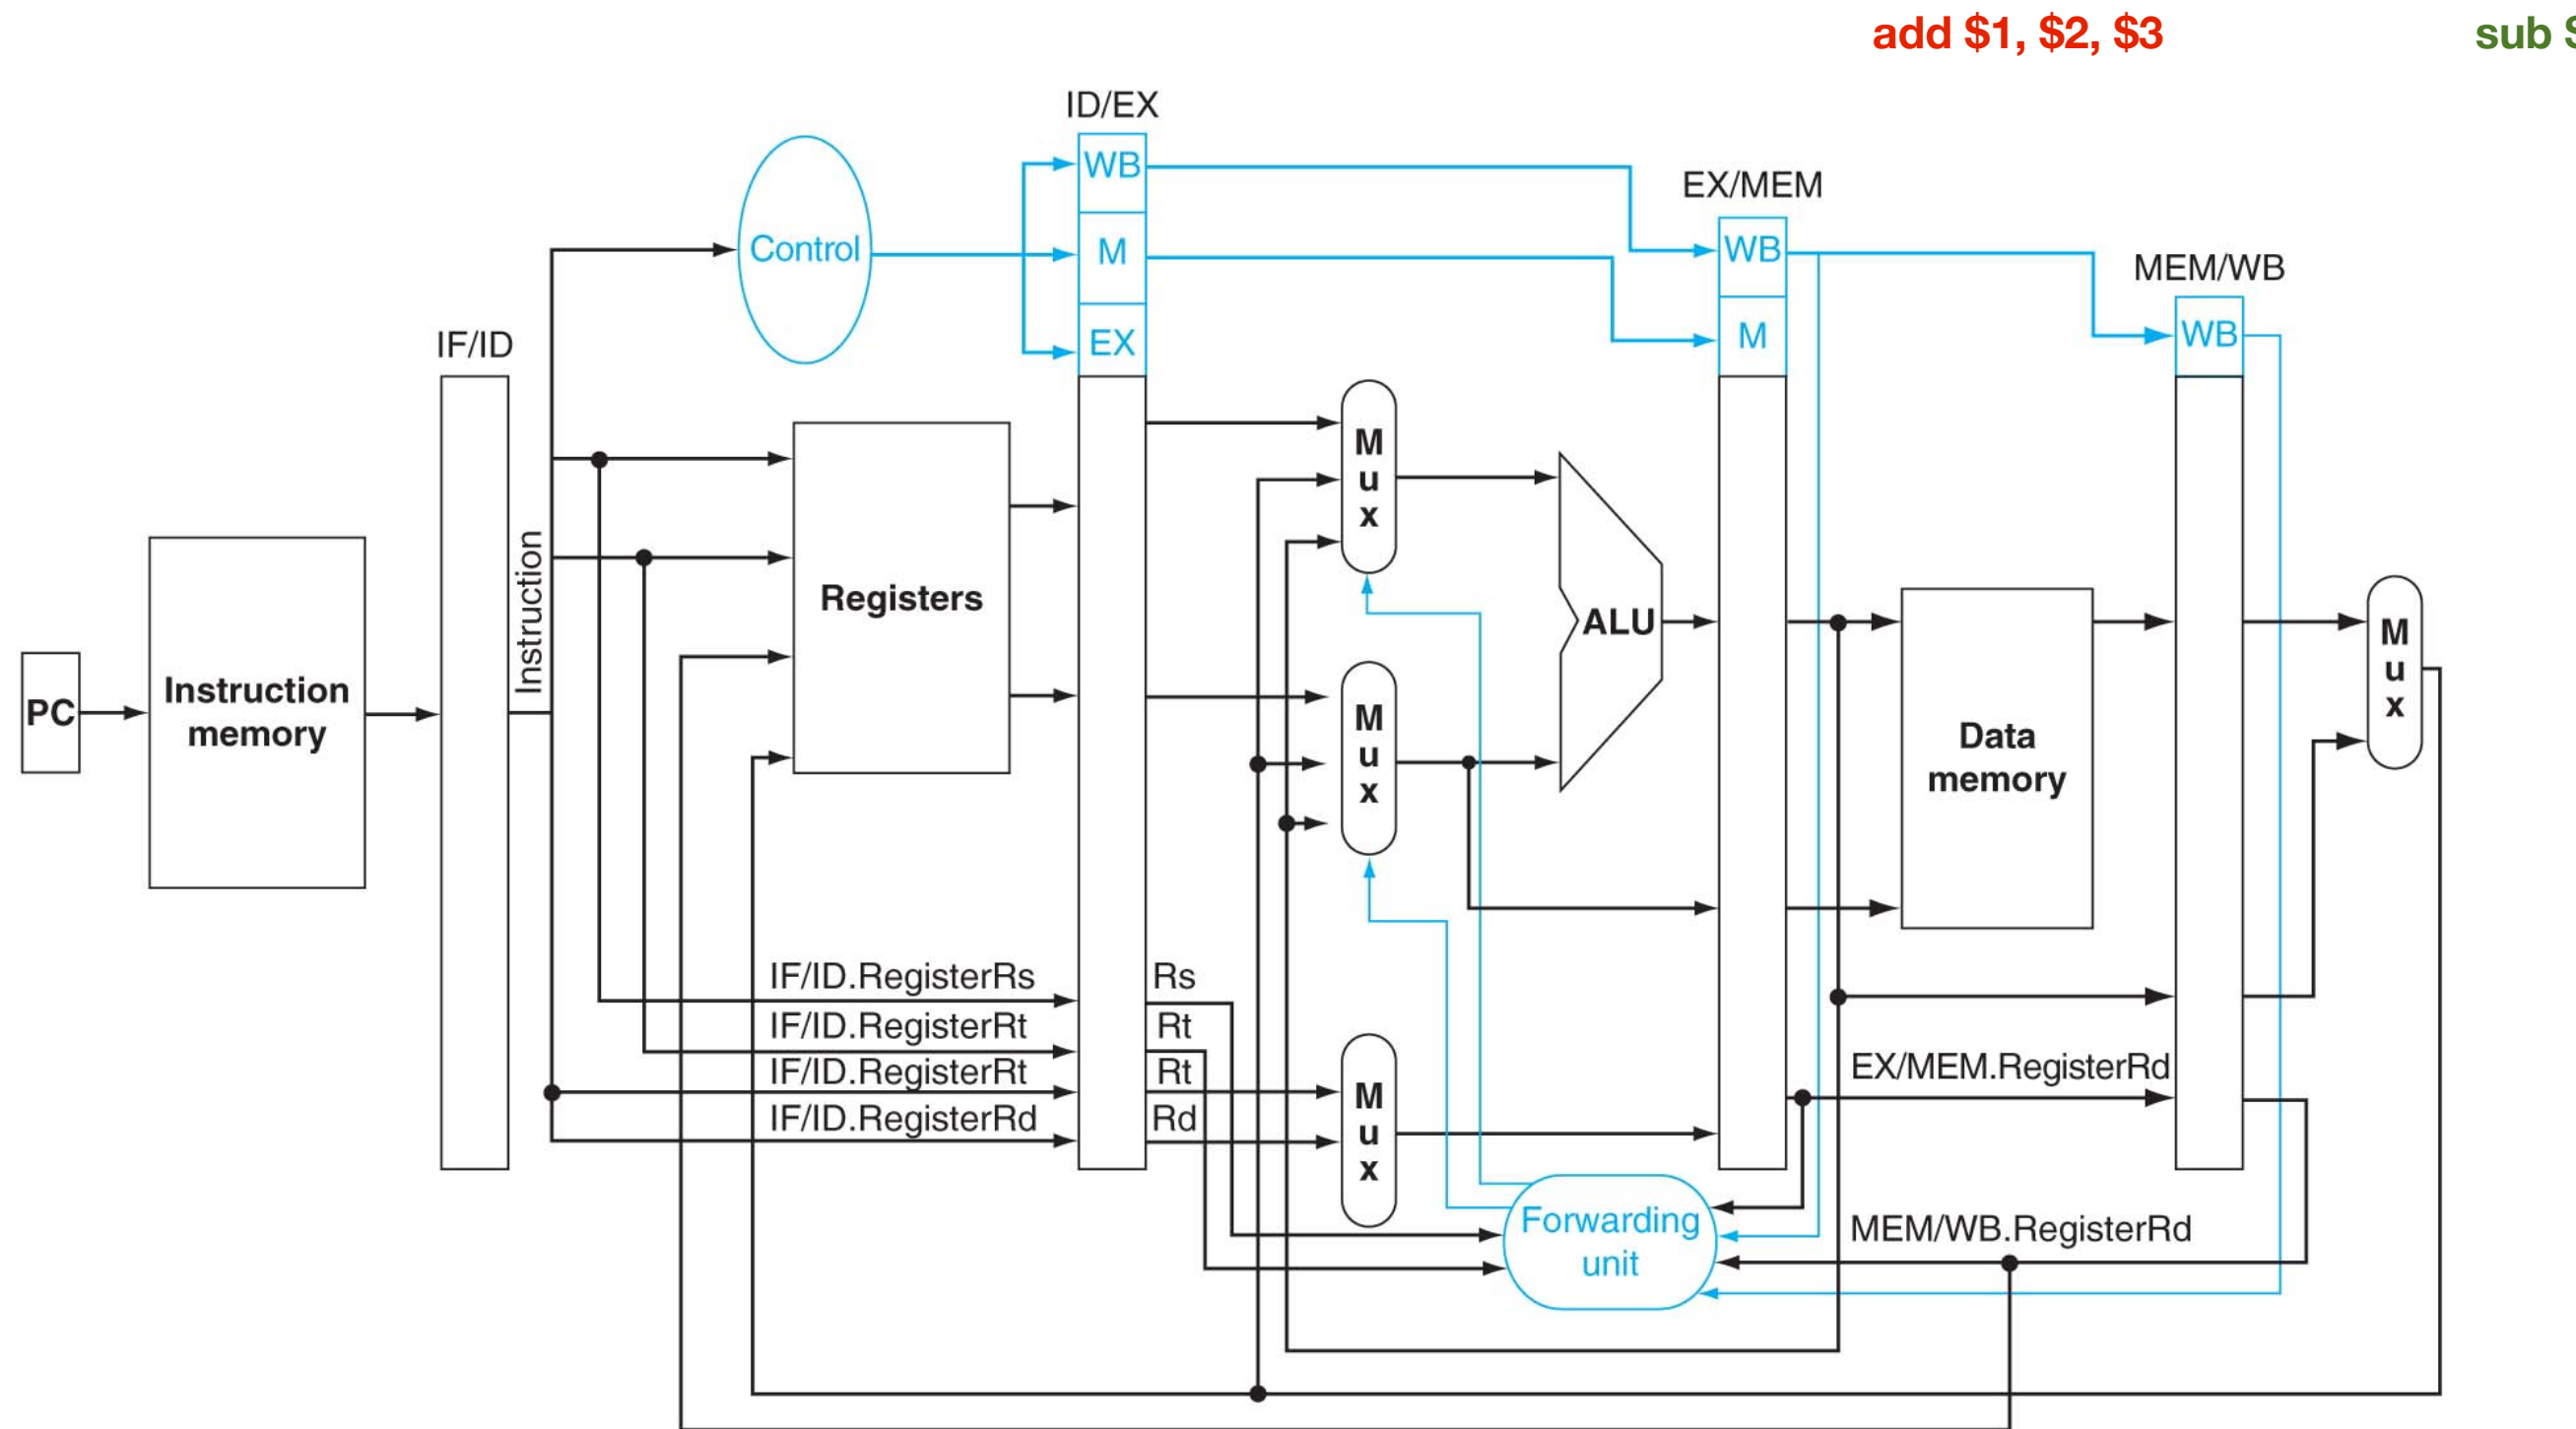 add $1, $2, $3
sub $
ID/EX
WB
EX/MEM
Control
M
WB
MEM/WB
IF/ID
EX
M
WB
M
u
x
Instruction
Registers
ALU
M
u
x
PC
Instruction
memory
M
u
x
Data
memory
IF/ID.RegisterRs
Rs
IF/ID.RegisterRt
Rt
IF/ID.RegisterRt
Rt
EX/MEM.RegisterRd
IF/ID.RegisterRd
Rd
M
u
x
Forwarding
unit
MEM/WB.RegisterRd